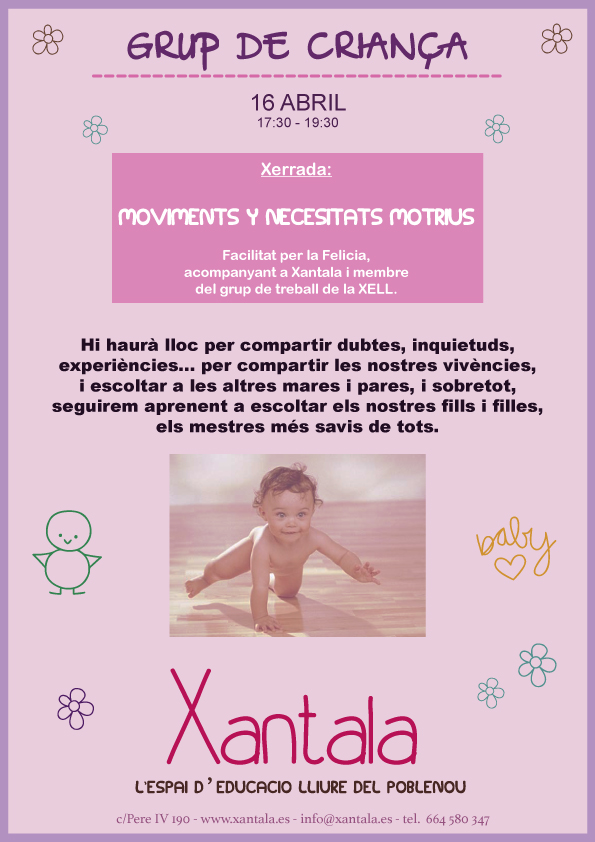 GRUP DE CRIANÇA
16 ABRIL
17:30 - 19:30
Xerrada:
MOVIMENTS Y NECESITATS MOTRIUS
Facilitat per la Felicia,
acompanyant a Xantala i membre
del grup de treball de la XELL.
Hi haurà lloc per compartir dubtes, inquietuds,
experiències... per compartir les nostres vivències,
i escoltar a les altres mares i pares, i sobretot,
seguirem aprenent a escoltar els nostres fills i filles,
els mestres més savis de tots.
baby
Xantala
L'ESPAI D'EDUCACIO LLIURE DEL POBLENOU
c/Pere IV 190 - www.xantala.es - info@xantala.es - tel. 664 580 347